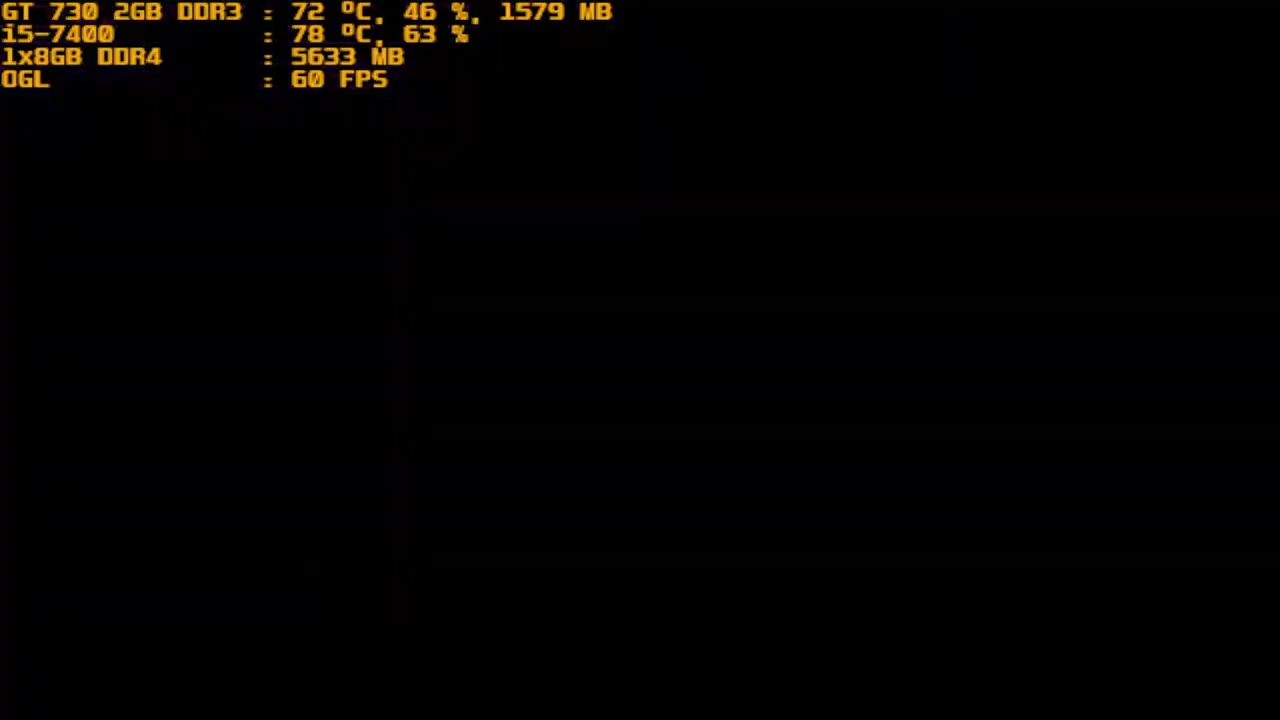 GT 730 2GB DDR3 : 72 ºC, 46 %, 1579 MB
i5-7400 : 78 ºC, 63 %
1x8GB DDR4 : 5633 MB
OGL : 60 FPS